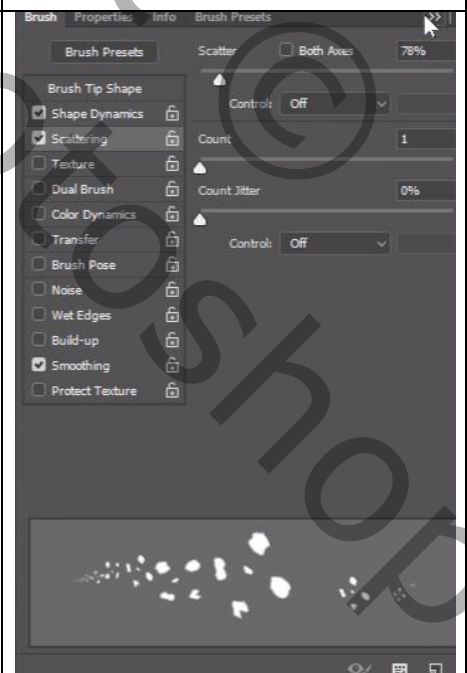 Brush Properties Info Brush Presets >>
Brush Presets Scatter Both Axes 78%
Brush Tip Shape
Control: Off
Shape Dynamics
Scattering Count 1
Texture
Dual Brush Count Jitter 0%
Color Dynamics
Transfer Control: Off
Brush Pose
Noise
Wet Edges
Build-up
Smoothing
Protect Texture
©
otoshop